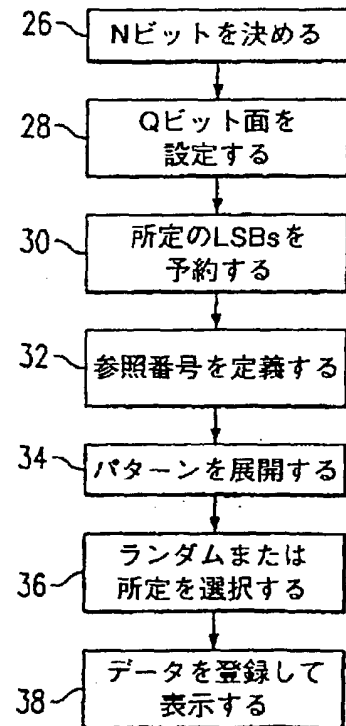 26
Nビットを決める
28
Qビット面を
設定する
30
所定のLSBsを
予約する
32
参照番号を定義する
34
パターンを展開する
36
ランダムまたは
所定を選択する
38
データを登録して
表示する